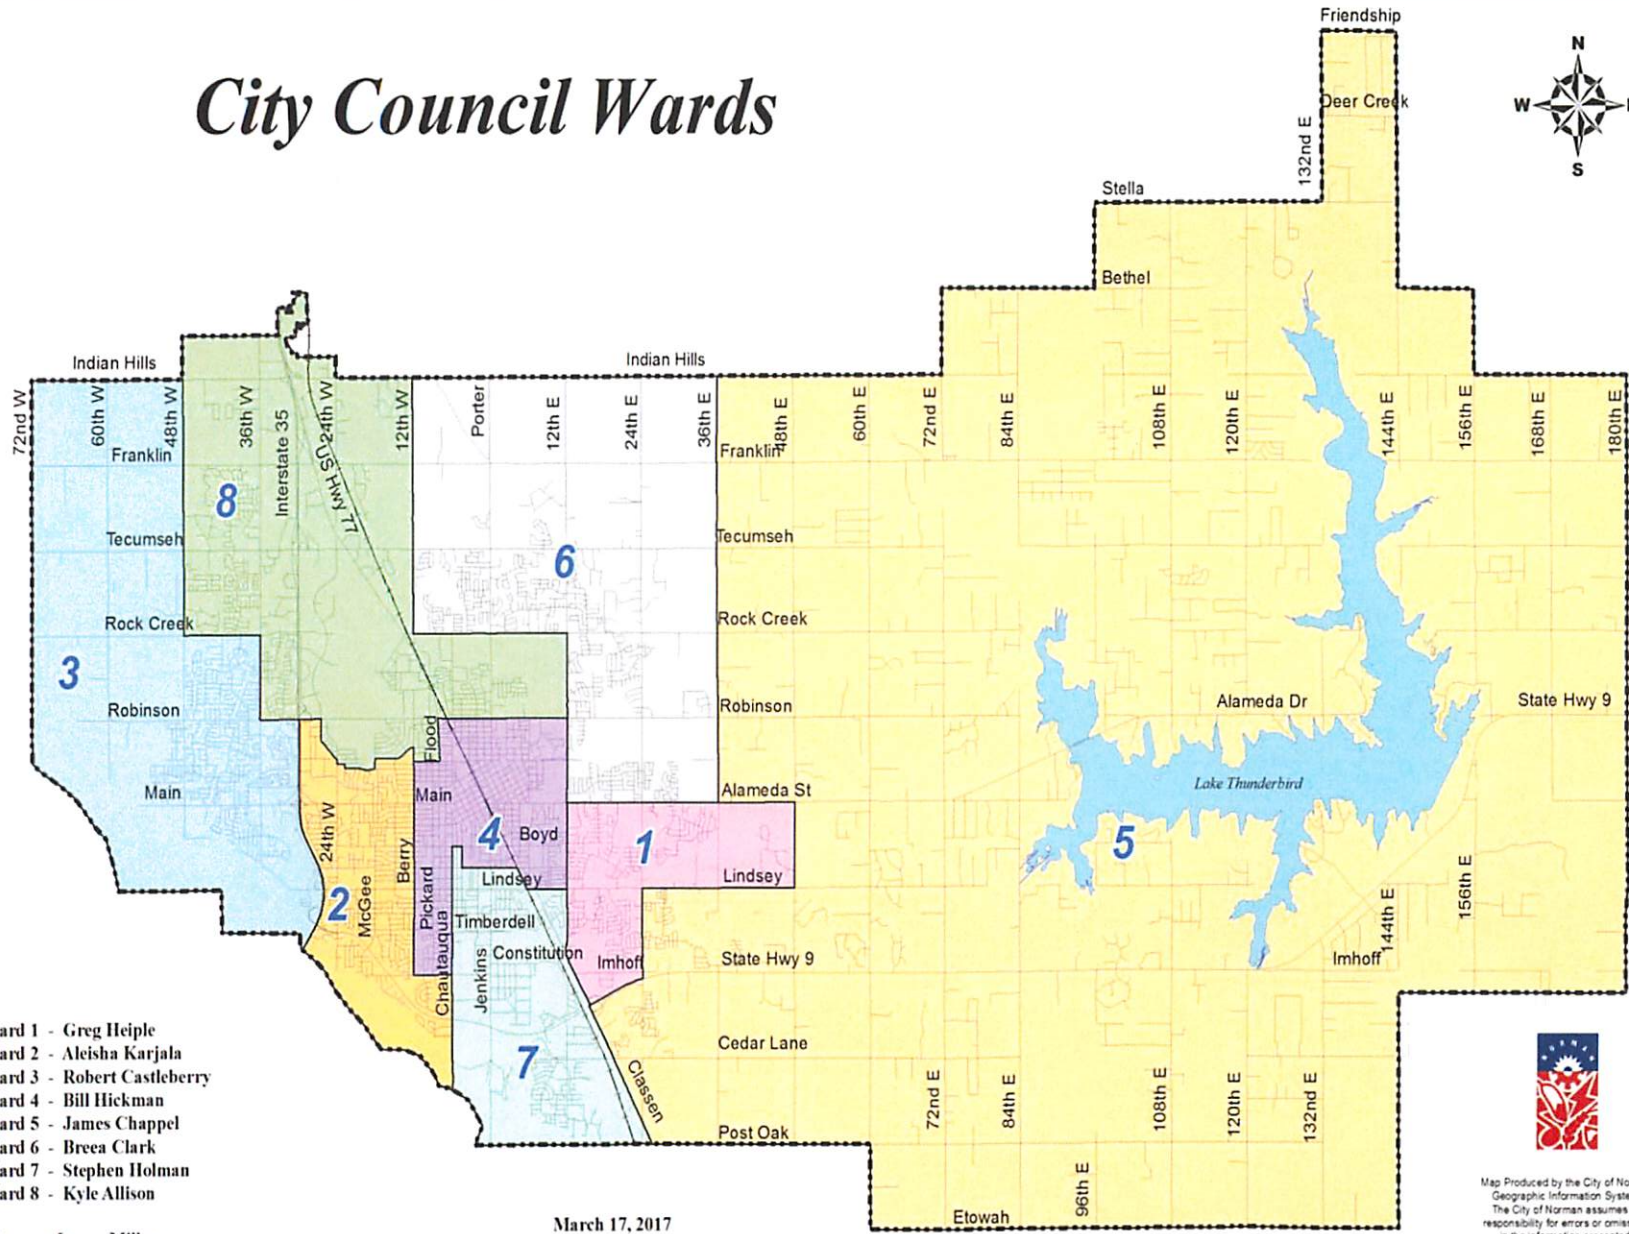 Friendship
N
City Council Wards
Deer Creek
W
132nd E
S
Stella
Bethel
Indian Hills
Indian Hills
72nd W
60th W
48th W
36th W
Interstate 35
24th W
US Hwy 77
12th W
Porter
12th E
24th E
36th E
48th E
60th E
72nd E
84th E
108th E
120th E
144th E
156th E
168th E
180th E
Franklin
Franklin
8
Tecumseh
Tecumseh
6
Rock Creek
Rock Creek
3
Robinson
Flood
Robinson
Alameda Dr
State Hwy 9
Main
Main
Alameda St
Lake Thunderbird
24th W
Berry
4
Boyd
1
5
Lindsey
Lindsey
2
McGee
Pickard
Chautauqua
Timberdell
144th E
156th E
Constitution
Imhoff
State Hwy 9
Imhoff
Jenkins
ard 1 - Greg Heiple
ard 2 - Aleisha Karjala
ard 3 - Robert Castleberry
ard 4 - Bill Hickman
ard 5 - James Chappel
ard 6 - Breea Clark
ard 7 - Stephen Holman
ard 8 - Kyle Allison
7
Cedar Lane
Classen
72nd E
84th E
108th E
120th E
132nd E
NORMAN
Post Oak
96th E
Etowah
March 17, 2017
Map Produced by the City of No
Geographic Information Syste
The City of Norman assumes
responsibility for errors or omis